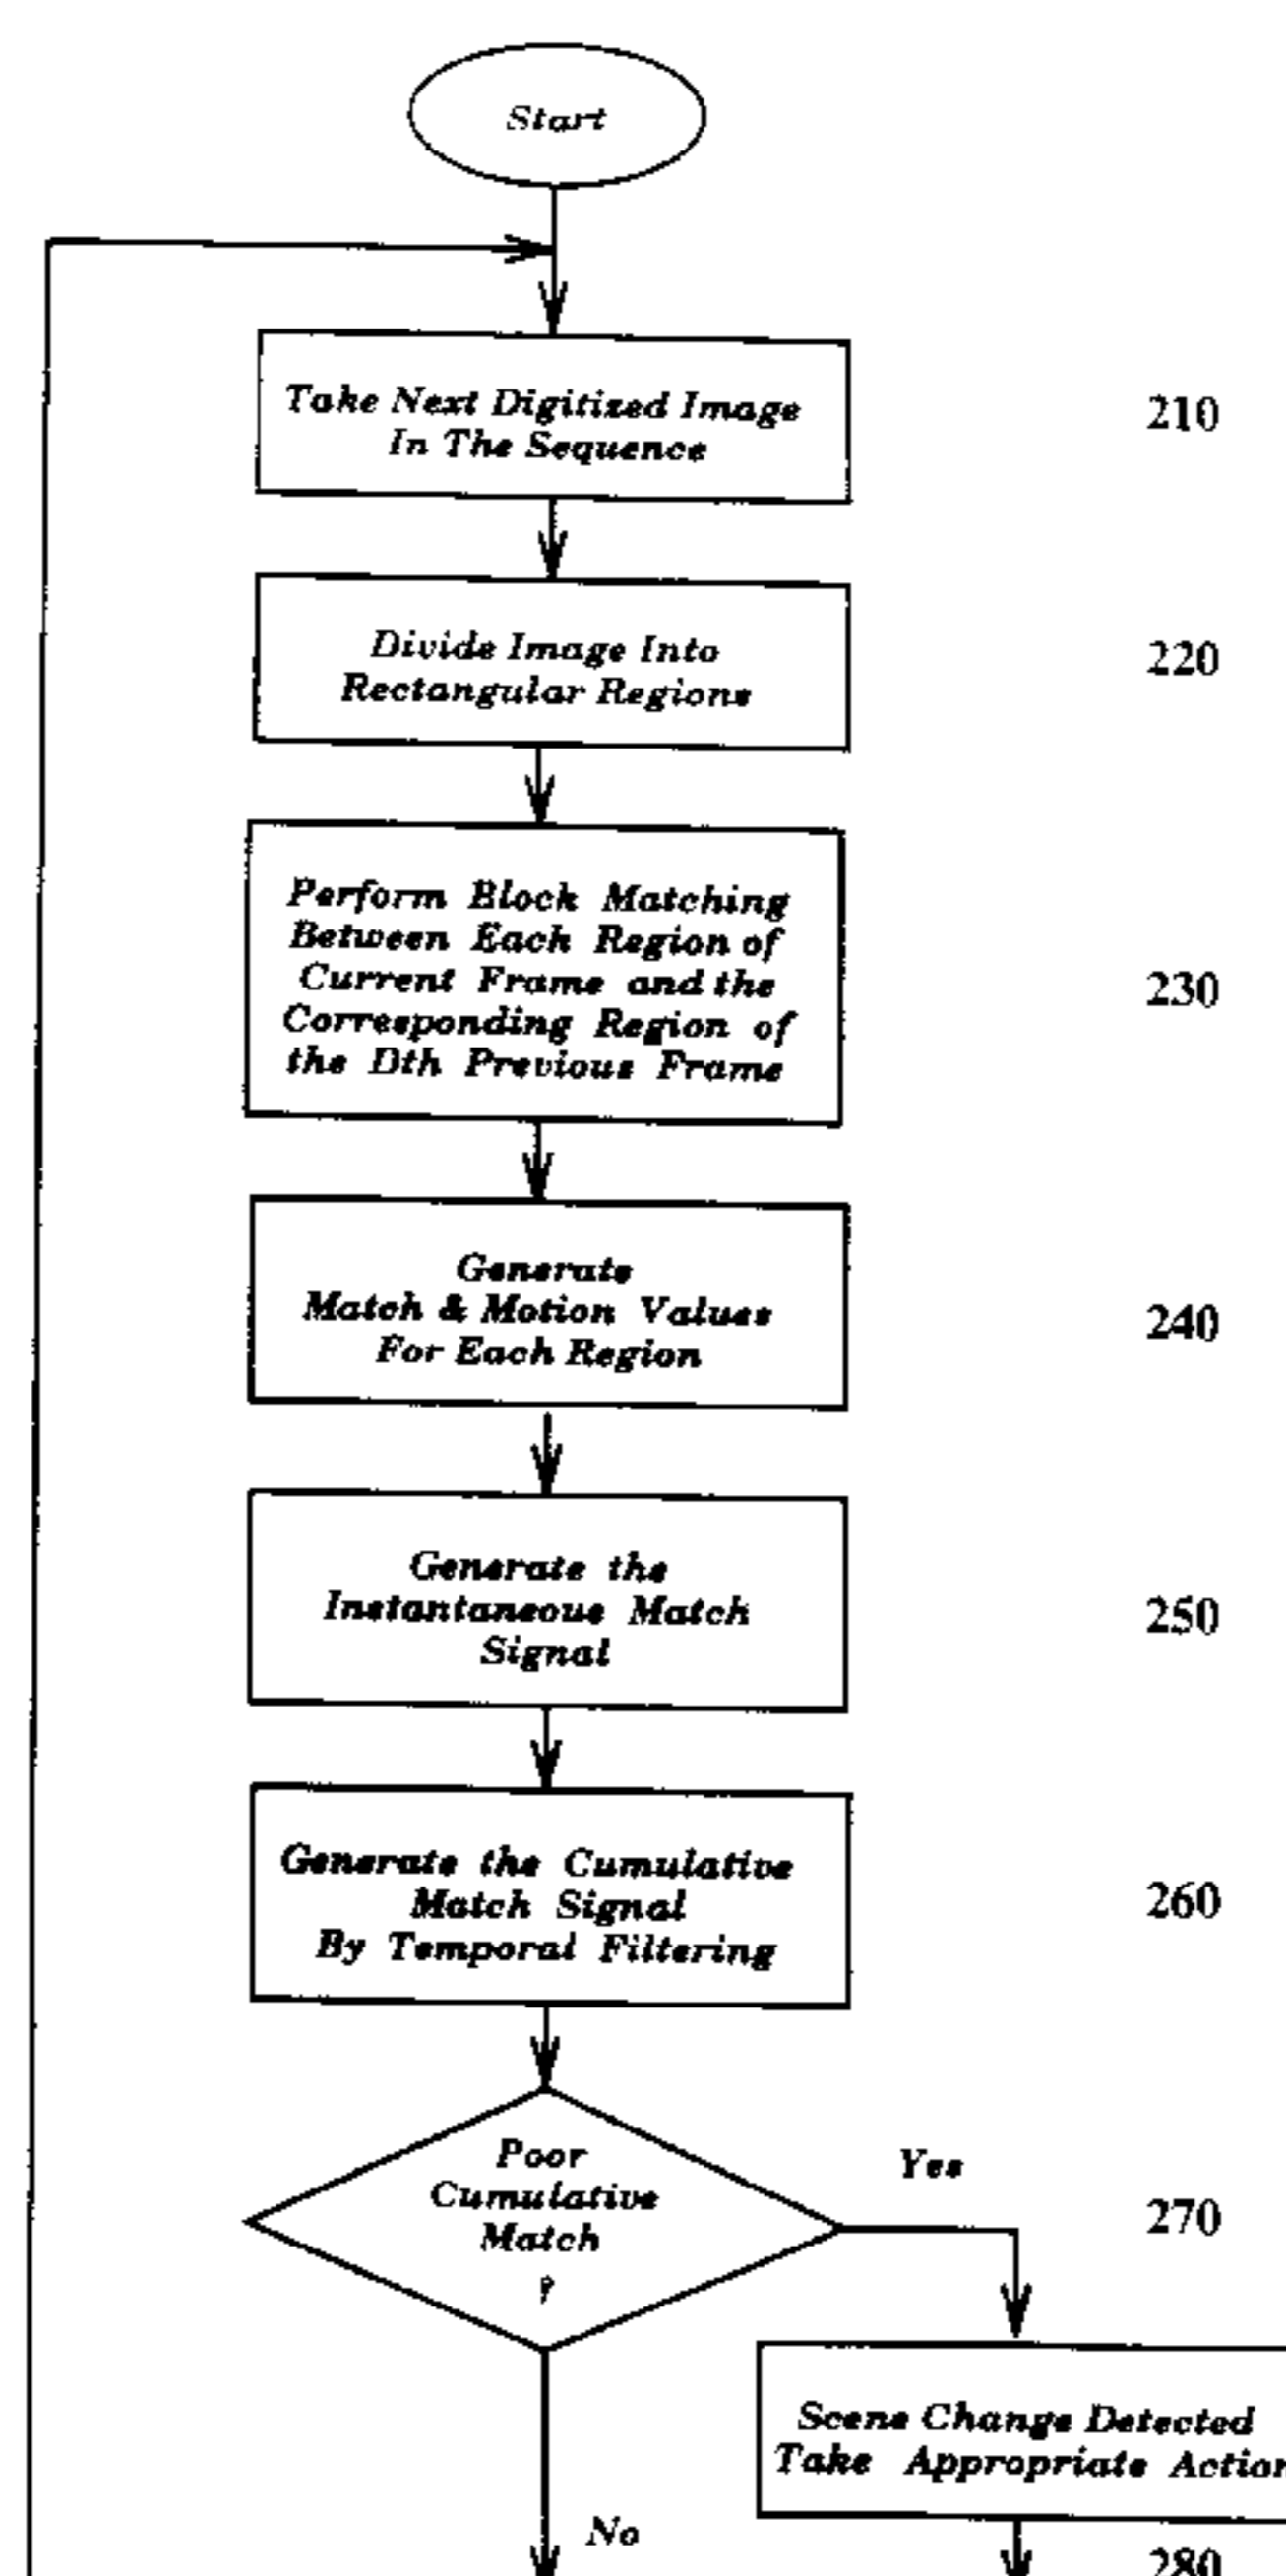 Start
Take Next Digitized Image
In The Sequence
210
Divide Image Into
Rectangular Regions
220
Perform Block Matching
Between Each Region of
Current Frame and the
Corresponding Region of
the Dth Previous Frame
230
Generate
Match & Motion Values
For Each Region
240
Generate the
Instantaneous Match
Signal
250
Generate the Cumulative
Match Signal
By Temporal Filtering
260
Poor
Cumulative
Match
?
Yes
270
Scene Change Detected
Take Appropriate Action
No
280